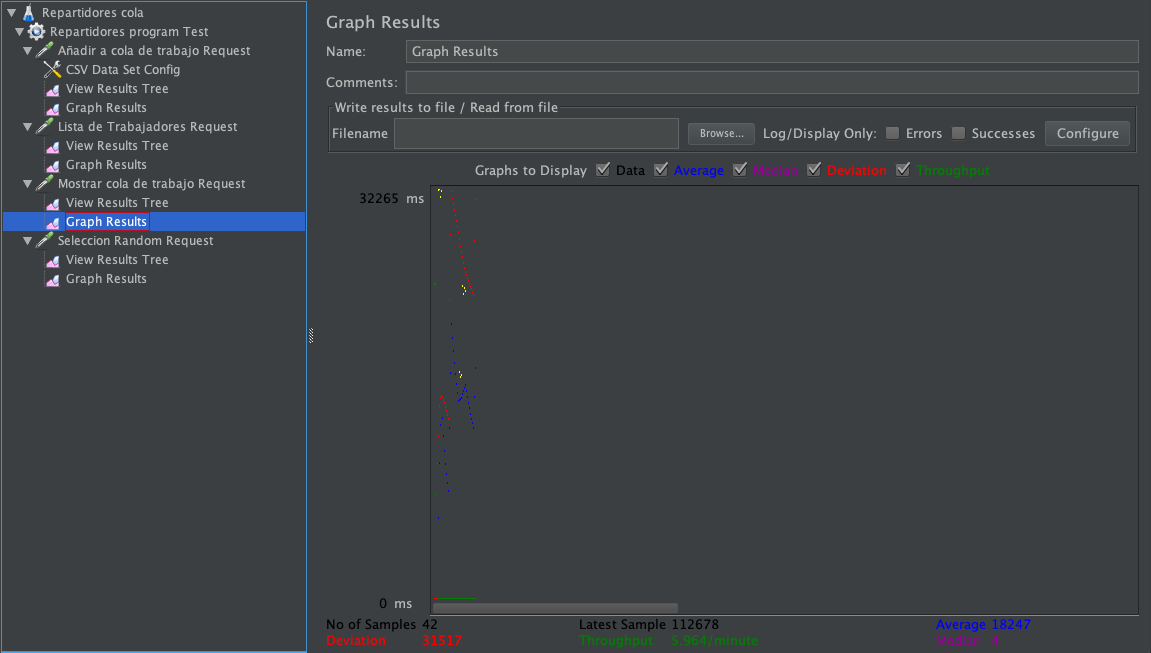 Repartidores cola
Repartidores program Test
Añadir a cola de trabajo Request
CSV Data Set Config
View Results Tree
Graph Results
Lista de Trabajadores Request
View Results Tree
Graph Results
Mostrar cola de trabajo Request
View Results Tree
Graph Results
Seleccion Random Request
View Results Tree
Graph Results
Graph Results
Name: Graph Results
Comments:
Write results to file / Read from file
Filename Browse... Log/Display Only: Errors Successes Configure
Graphs to Display Data Average Median Deviation Throughput
32265 ms
0 ms
No of Samples 42 Latest Sample 112678 Average 18247
Deviation 31517 Throughput 5.964/minute Median 4